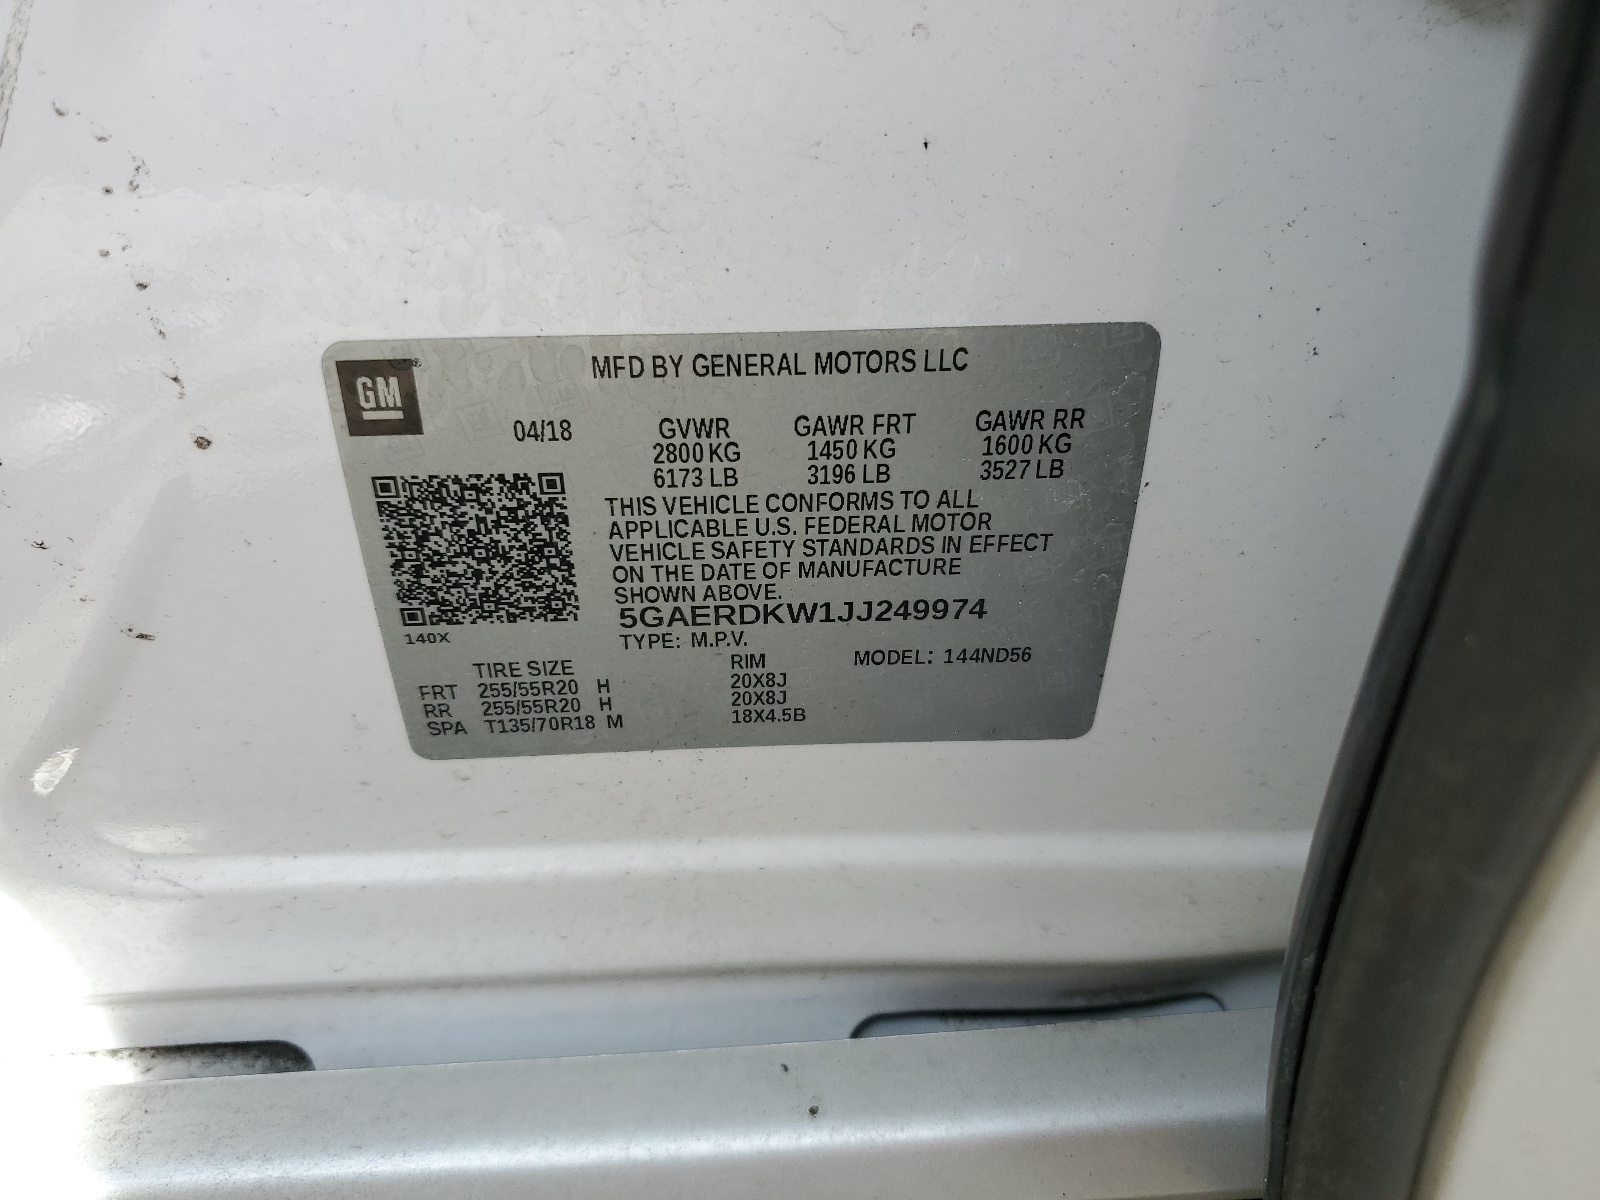 GM
MFD BY GENERAL MOTORS LLC
04/18 GVWR GAWR FRT GAWR RR
2800 KG 1450 KG 1600 KG
6173 LB 3196 LB 3527 LB
THIS VEHICLE CONFORMS TO ALL
APPLICABLE U.S. FEDERAL MOTOR
VEHICLE SAFETY STANDARDS IN EFFECT
ON THE DATE OF MANUFACTURE
SHOWN ABOVE.
5GAERDKW1JJ249974
140X
TYPE: M.P.V.
MODEL: 144ND56
TIRE SIZE RIM
FRT 255/55R20 H 20X8J
RR 255/55R20 H 20X8J
SPA T135/70R18 M 18X4.5B